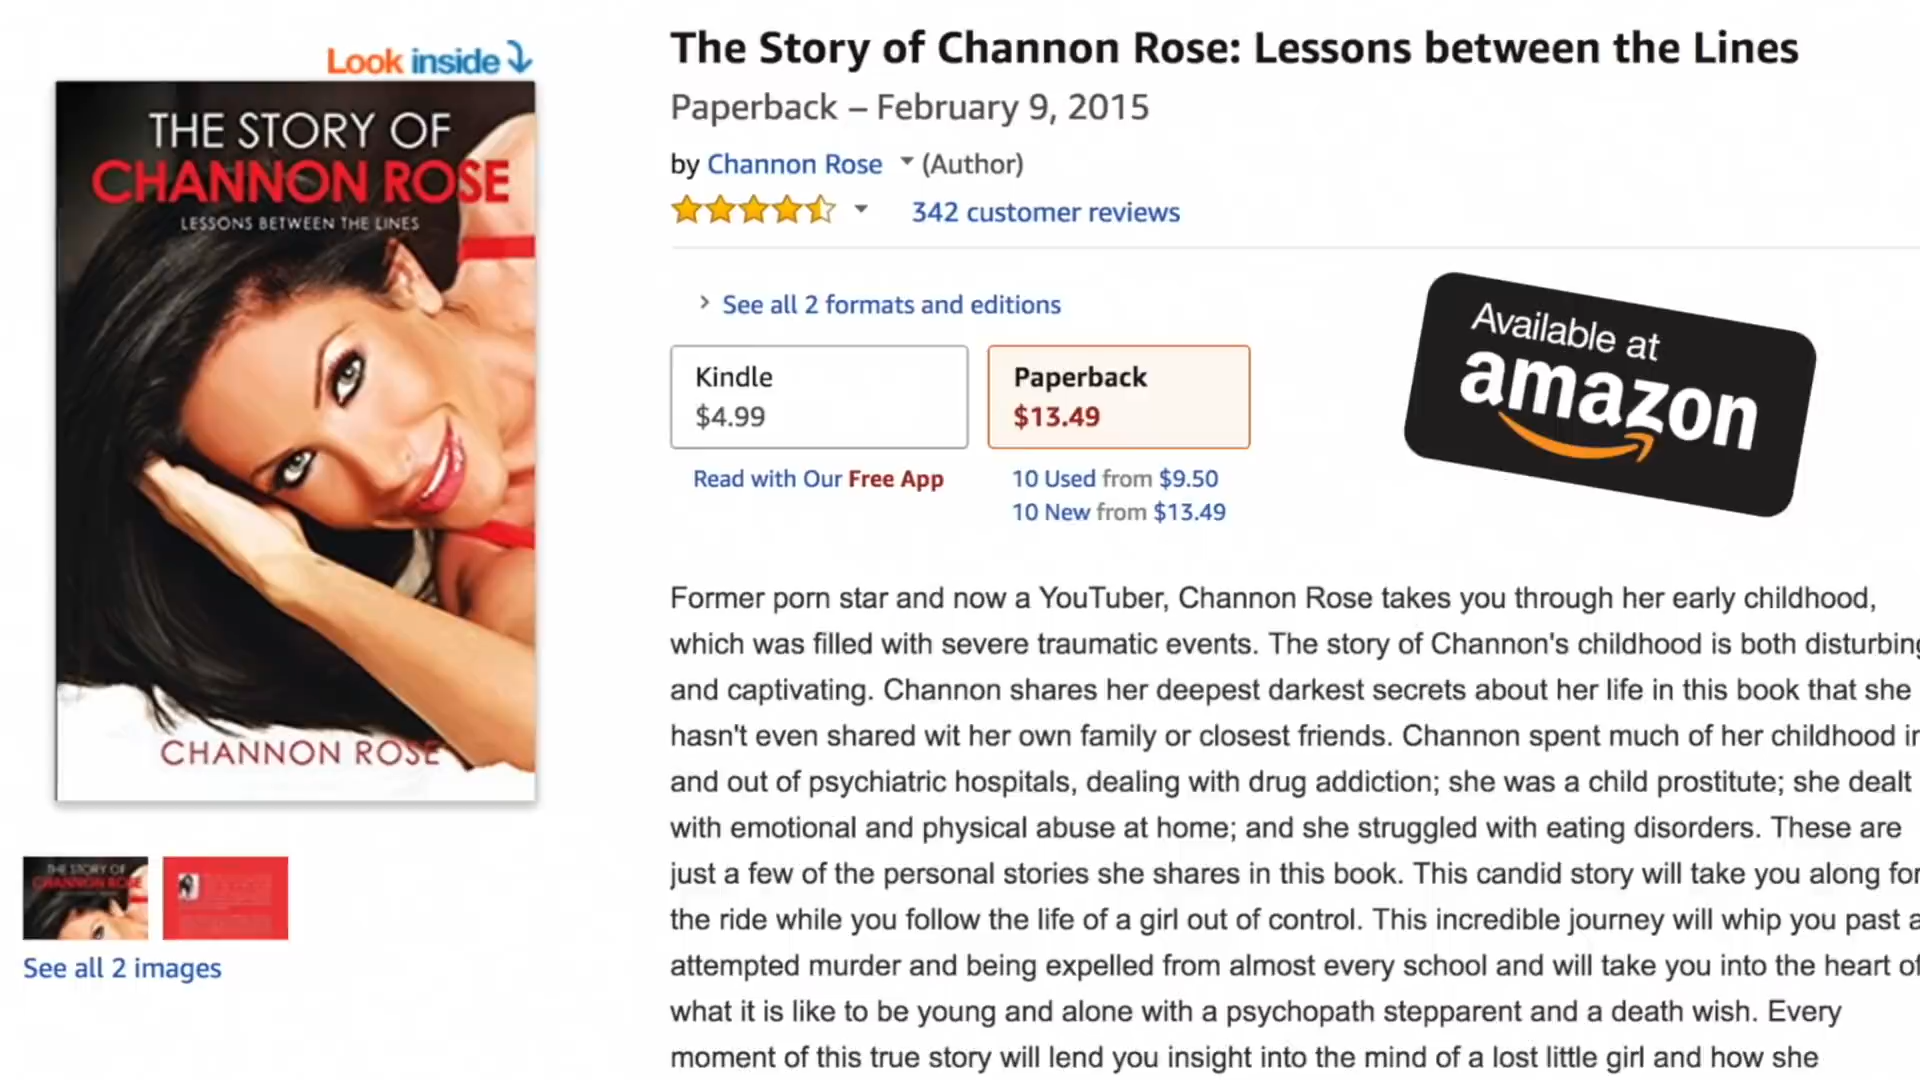 Look inside
THE STORY OF
CHANNON ROSE
LESSONS BETWEEN THE LINES
CHANNON ROSE
THE STORY OF
CHANNON ROSE
See all 2 images
The Story of Channon Rose: Lessons between the Lines
Paperback – February 9, 2015
by Channon Rose (Author)
342 customer reviews
› See all 2 formats and editions
Kindle
$4.99
Paperback
$13.49
Read with Our Free App
10 Used from $9.50
10 New from $13.49
Available at
amazon
Former porn star and now a YouTuber, Channon Rose takes you through her early childhood,
which was filled with severe traumatic events. The story of Channon's childhood is both disturbing
and captivating. Channon shares her deepest darkest secrets about her life in this book that she
hasn't even shared wit her own family or closest friends. Channon spent much of her childhood in
and out of psychiatric hospitals, dealing with drug addiction; she was a child prostitute; she dealt
with emotional and physical abuse at home; and she struggled with eating disorders. These are
just a few of the personal stories she shares in this book. This candid story will take you along for
the ride while you follow the life of a girl out of control. This incredible journey will whip you past a
attempted murder and being expelled from almost every school and will take you into the heart of
what it is like to be young and alone with a psychopath stepparent and a death wish. Every
moment of this true story will lend you insight into the mind of a lost little girl and how she